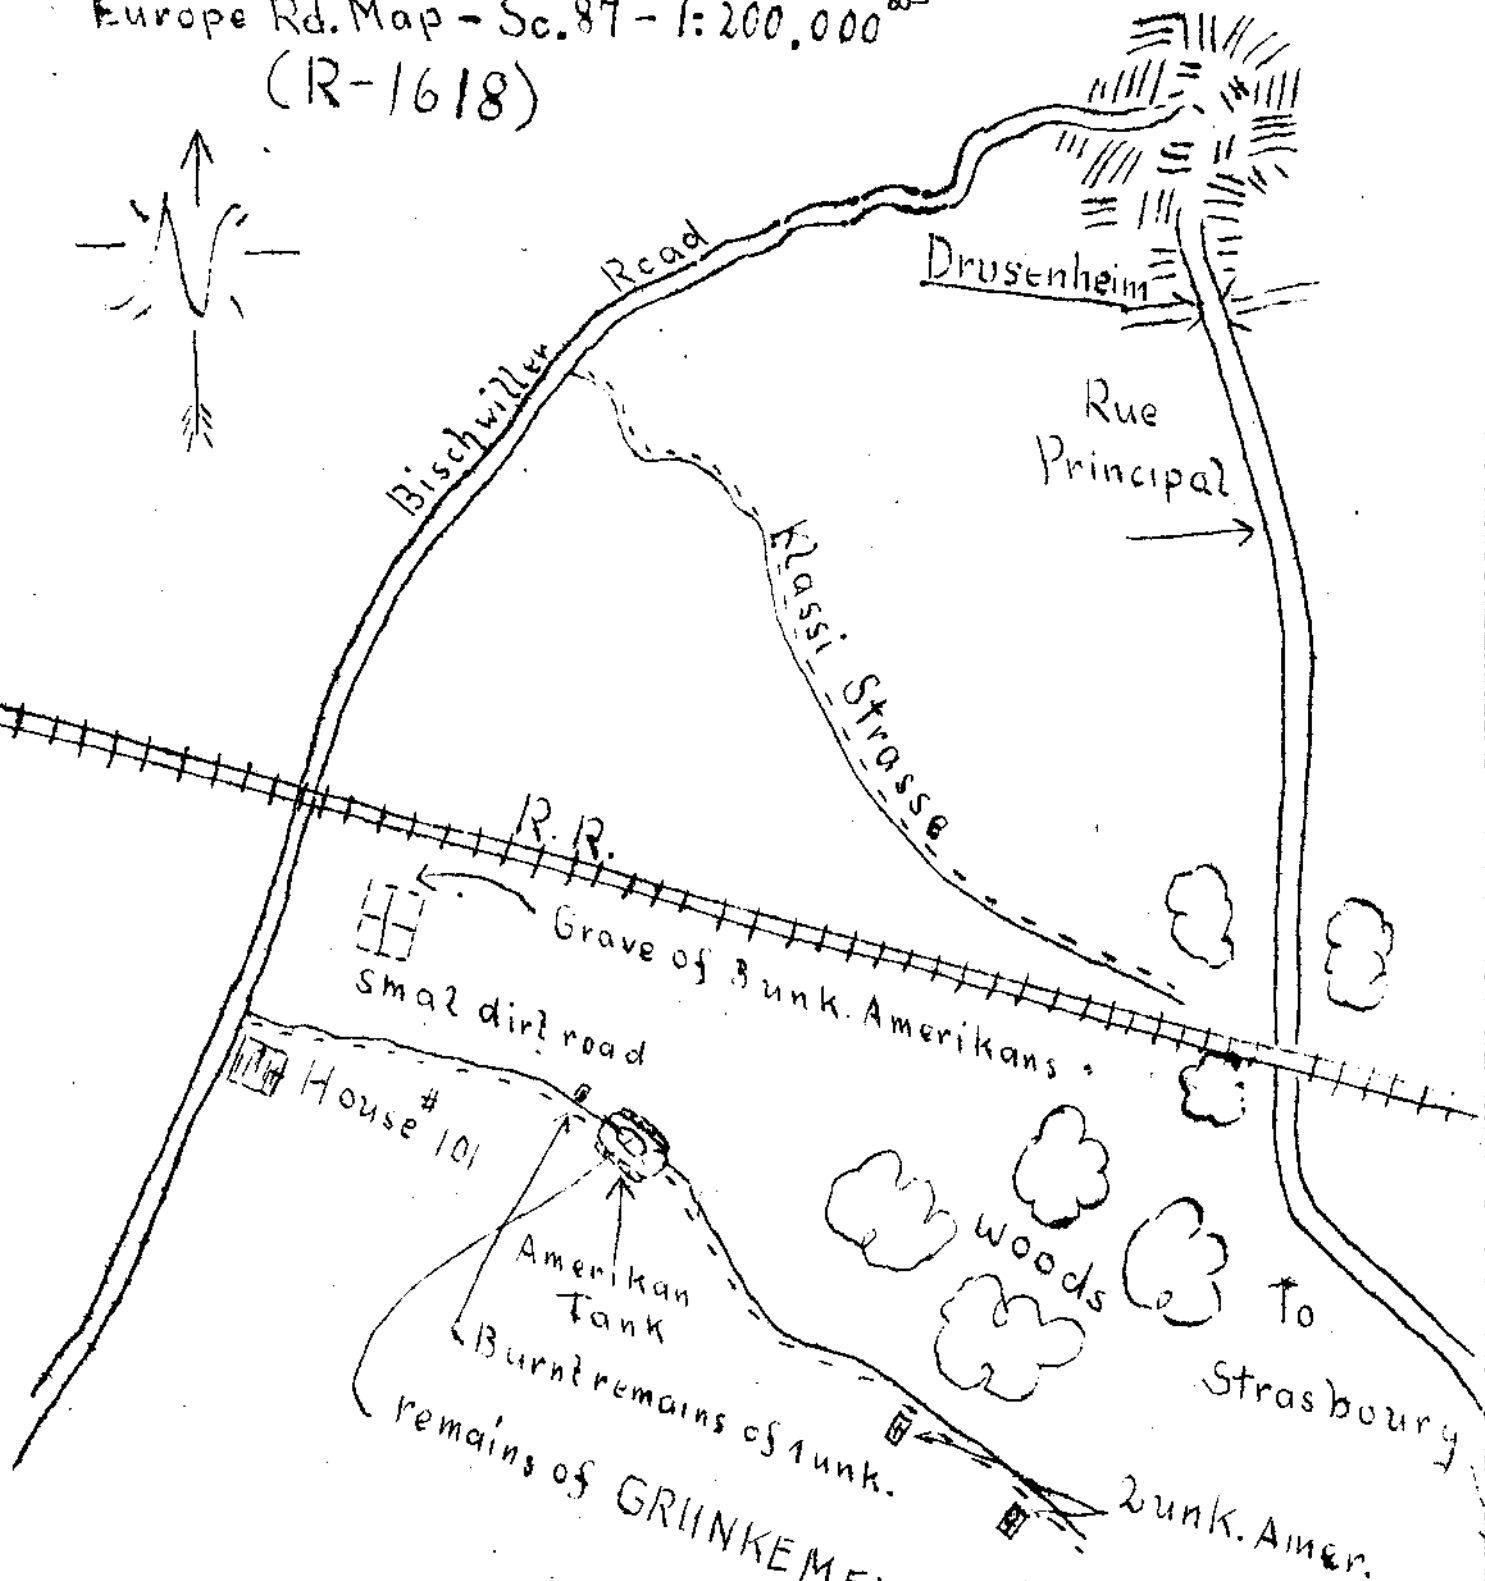 Europe Rd. Map - Sc. 87 - 1:200.000
(R-1618)
N
Road
Bischwiller
Drusenheim
Rue
Principal
Klassi Strasse
R. R.
Grave of 3 unk. Amerikans.
smal dirt road
House # 101
Amerikan
Tank
Burnt remains of 1 unk.
remains of
woods
To
Strasbourg
2 unk. Amer.